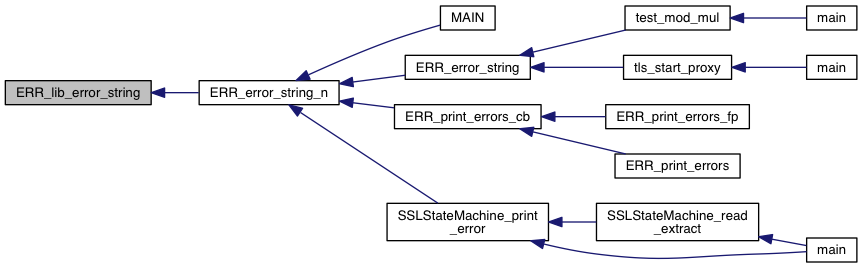 ERR_lib_error_string
ERR_error_string_n
MAIN
ERR_error_string
test_mod_mul
main
tls_start_proxy
main
ERR_print_errors_cb
ERR_print_errors_fp
ERR_print_errors
SSLStateMachine_print
_error
SSLStateMachine_read
_extract
main